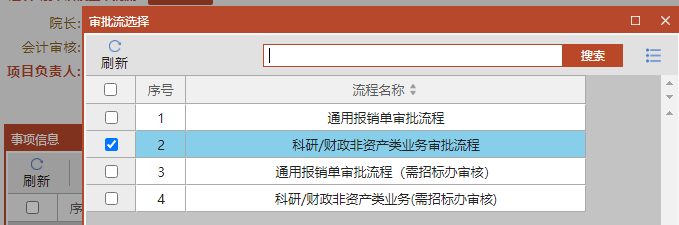 审批流选择
院长:
会计审核:
项目负责人:
刷新
搜索
序号 流程名称
1 通用报销单审批流程
2 科研/财政非资产类业务审批流程
3 通用报销单审批流程（需招标办审核）
4 科研/财政非资产类业务(需招标办审核)
事项信息
刷新